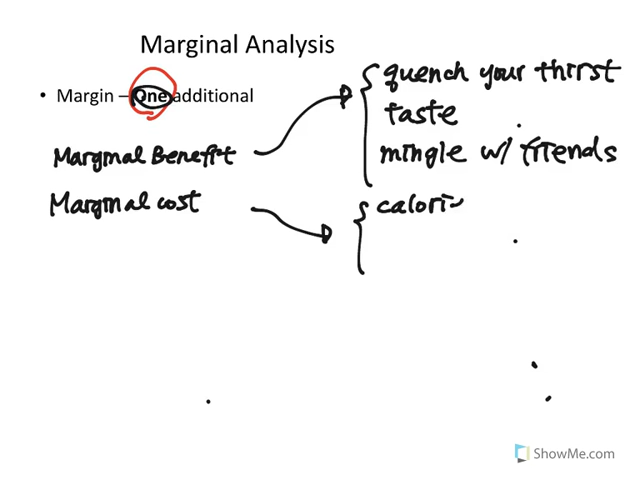 Marginal Analysis
• Margin – One additional
quench your thirst
taste
Marginal Benefit
mingle w/ friends
Marginal cost
calori
ShowMe.com